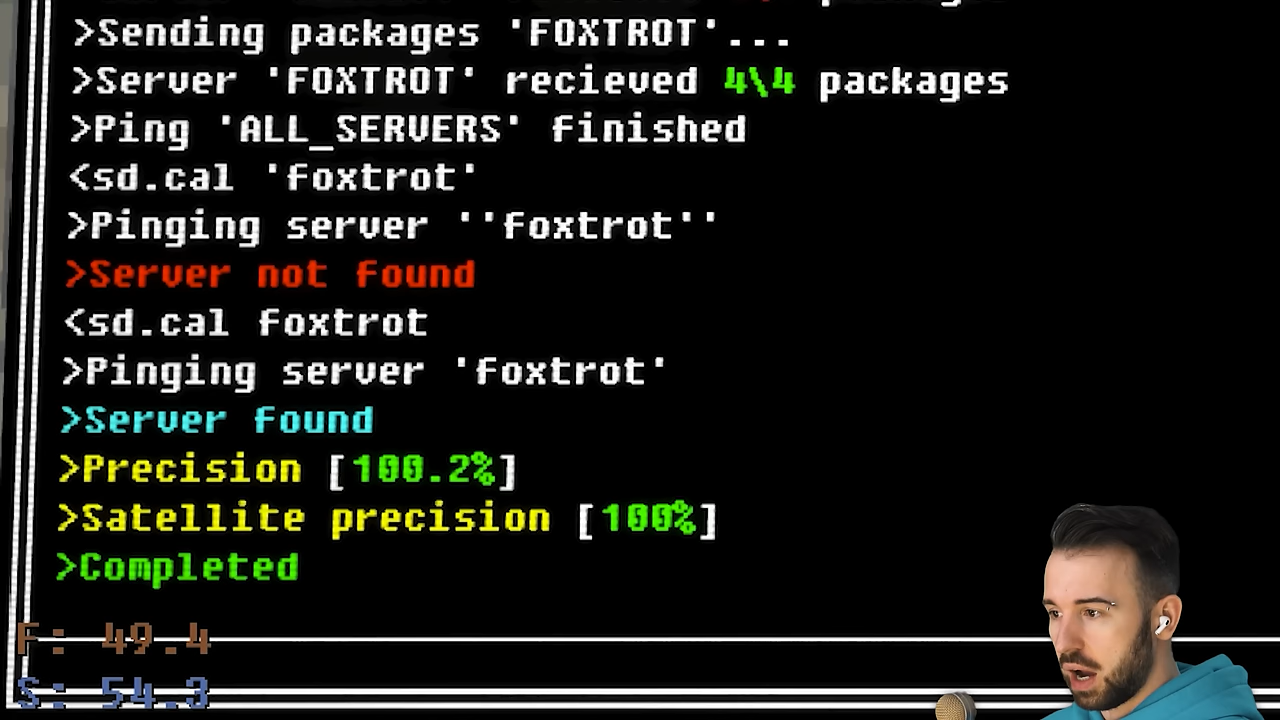 >Sending packages 'FOXTROT'...
>Server 'FOXTROT' recieved 4\4 packages
>Ping 'ALL_SERVERS' finished
<sd.cal 'foxtrot'
>Pinging server ''foxtrot''
>Server not found
<sd.cal foxtrot
>Pinging server 'foxtrot'
>Server found
>Precision [100.2%]
>Satellite precision [100%]
>Completed
F: 49.4
S: 54.3